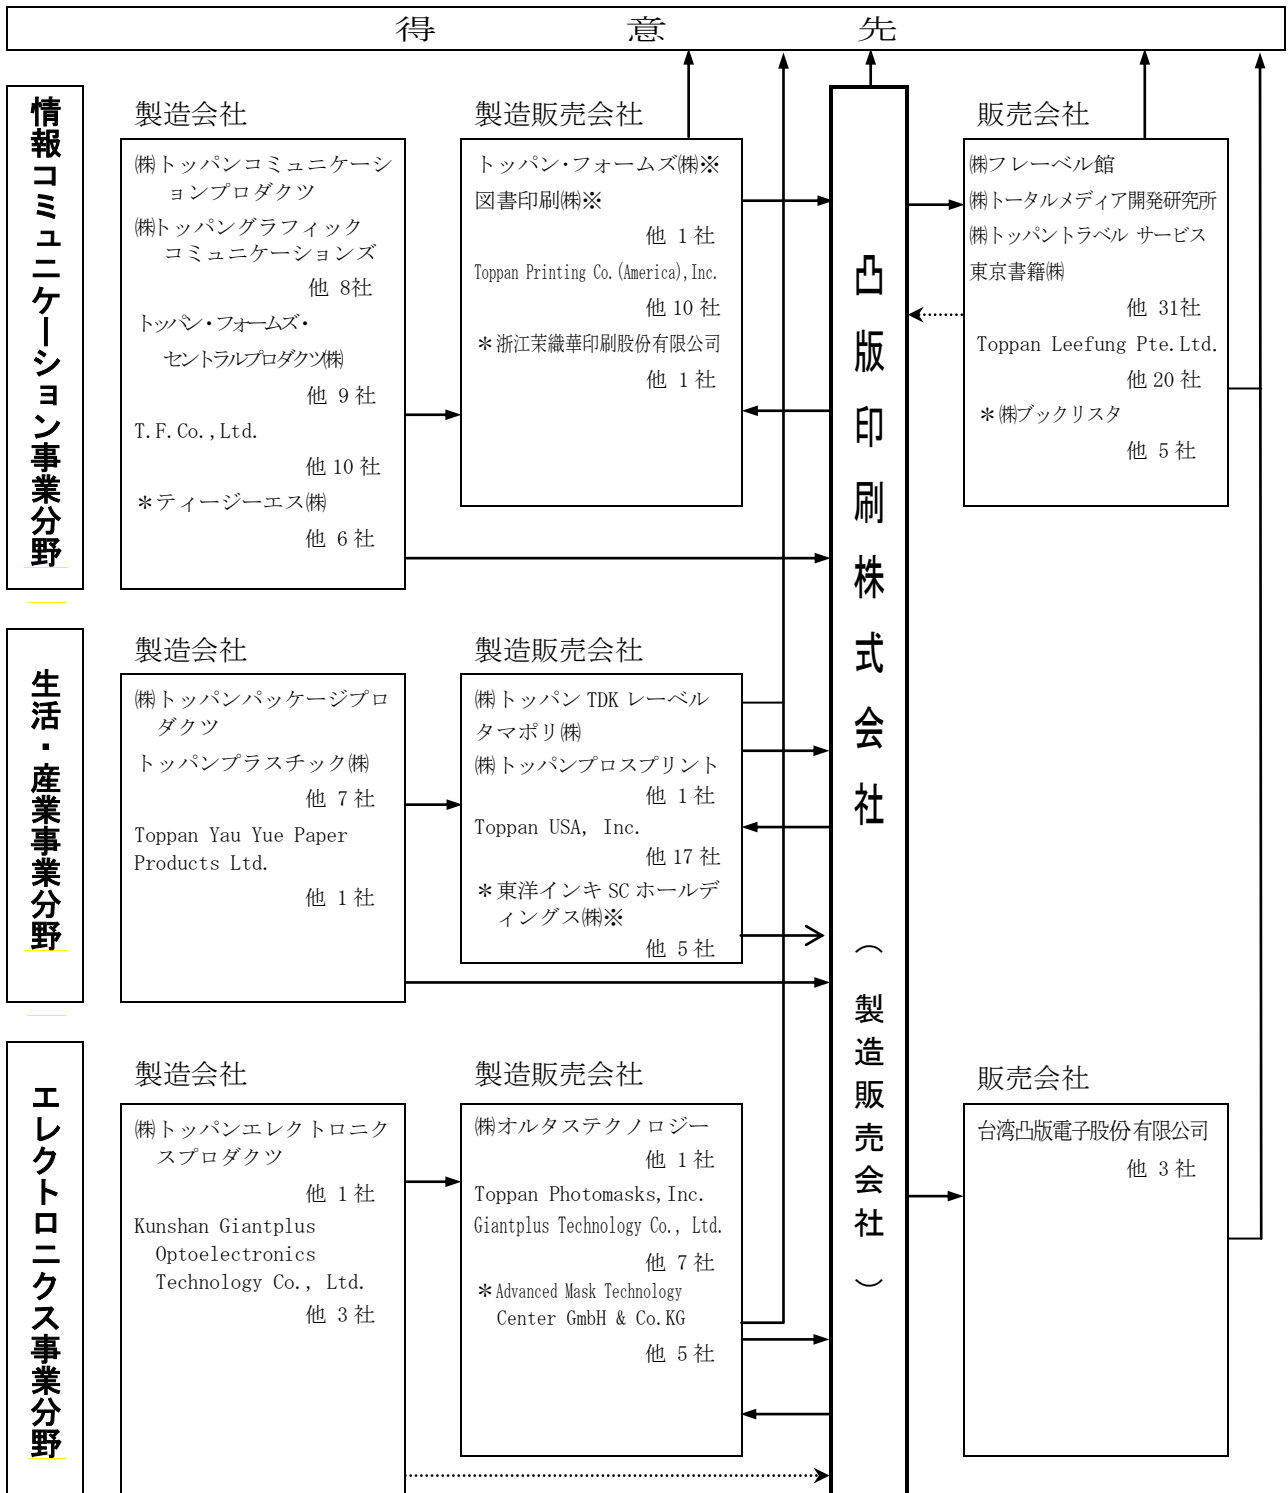 得意先
情報コミュニケーション事業分野
製造会社
㈱トッパンコミュニケーシ
ョンプロダクツ
㈱トッパングラフィック
コミュニケーションズ
他 8社
トッパン・フォームズ・
セントラルプロダクツ㈱
他 9 社
T.F.Co.,Ltd.
他 10 社
＊ティージーエス㈱
他 6 社
製造販売会社
トッパン・フォームズ㈱※
図書印刷㈱※
他 1 社
Toppan Printing Co.(America),Inc.
他 10 社
＊浙江茉織華印刷股份有限公司
他 1 社
凸版印刷株式会社
（製造販売会社）
販売会社
㈱フレーベル館
㈱トータルメディア開発研究所
㈱トッパントラベル サービス
東京書籍㈱
他 31社
Toppan Leefung Pte.Ltd.
他 20 社
＊㈱ブックリスタ
他 5 社
生活・産業事業分野
製造会社
㈱トッパンパッケージプロ
ダクツ
トッパンプラスチック㈱
他 7 社
Toppan Yau Yue Paper
Products Ltd.
他 1 社
製造販売会社
㈱トッパン TDK レーベル
タマポリ㈱
㈱トッパンプロスプリント
他 1 社
Toppan USA, Inc.
他 17 社
＊東洋インキ SC ホールデ
ィングス㈱※
他 5 社
エレクトロニクス事業分野
製造会社
㈱トッパンエレクトロニク
スプロダクツ
他 1 社
Kunshan Giantplus
Optoelectronics
Technology Co., Ltd.
他 3 社
製造販売会社
㈱オルタステクノロジー
他 1 社
Toppan Photomasks,Inc.
Giantplus Technology Co., Ltd.
他 7 社
＊Advanced Mask Technology
Center GmbH & Co.KG
他 5 社
販売会社
台湾凸版電子股份有限公司
他 3 社